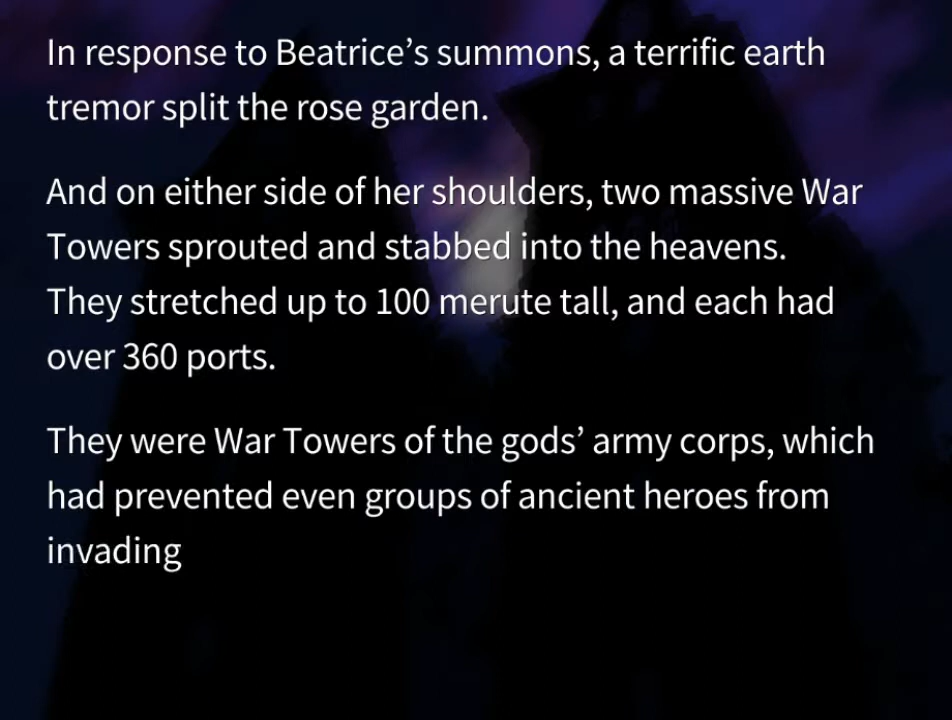 In response to Beatrice’s summons, a terrific earth
tremor split the rose garden.
And on either side of her shoulders, two massive War
Towers sprouted and stabbed into the heavens.
They stretched up to 100 merute tall, and each had
over 360 ports.
They were War Towers of the gods’ army corps, which
had prevented even groups of ancient heroes from
invading